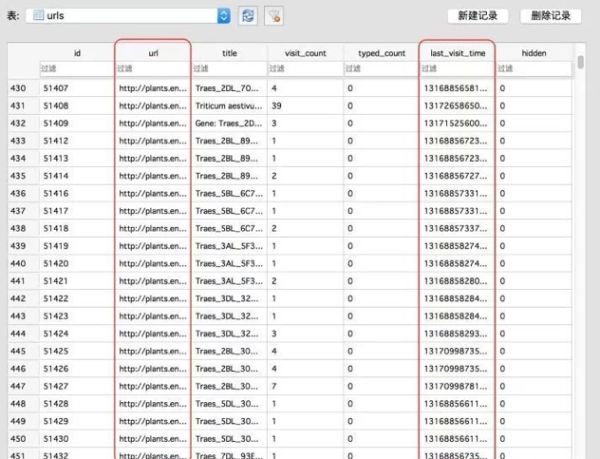 表: urls 新建记录 删除记录
id url title visit_count typed_count last_visit_time hidden
过滤 过滤 过滤 过滤 过滤 过滤 过滤
430 51407 http://plants.en... Traes_2DL_70... 4 0 13168856581... 0
431 51408 http://plants.en... Triticum aestivu... 39 0 13172658650... 0
432 51409 http://plants.en... Gene: Traes_2D... 3 0 13171525600... 0
433 51412 http://plants.en... Traes_2BL_89... 1 0 13168856723... 0
434 51413 http://plants.en... Traes_2BL_89... 1 0 13168856723... 0
435 51414 http://plants.en... Traes_2BL_89... 2 0 13168856727... 0
436 51416 http://plants.en... Traes_5BL_6C7... 1 0 13168857331... 0
437 51417 http://plants.en... Traes_5BL_6C7... 1 0 13168857331... 0
438 51418 http://plants.en... Traes_5BL_6C7... 2 0 13168857337... 0
439 51419 http://plants.en... Traes_3AL_5F3... 1 0 13168858274... 0
440 51420 http://plants.en... Traes_3AL_5F3... 1 0 13168858274... 0
441 51421 http://plants.en... Traes_3AL_5F3... 2 0 13168858280... 0
442 51422 http://plants.en... Traes_3DL_32... 1 0 13168858284... 0
443 51423 http://plants.en... Traes_3DL_32... 1 0 13168858284... 0
444 51424 http://plants.en... Traes_3DL_32... 3 0 13168858293... 0
445 51425 http://plants.en... Traes_2BL_30... 4 0 13170998735... 0
446 51426 http://plants.en... Traes_2BL_30... 4 0 13170998735... 0
447 51427 http://plants.en... Traes_2BL_30... 7 0 13170998781... 0
448 51428 http://plants.en... Traes_5DL_30... 1 0 13168856611... 0
449 51429 http://plants.en... Traes_5DL_30... 1 0 13168856611... 0
450 51430 http://plants.en... Traes_5DL_30... 1 0 13168856611... 0
451 51432 http://plants.en... Traes_7DL_93E... 1 0 13168856735... 0